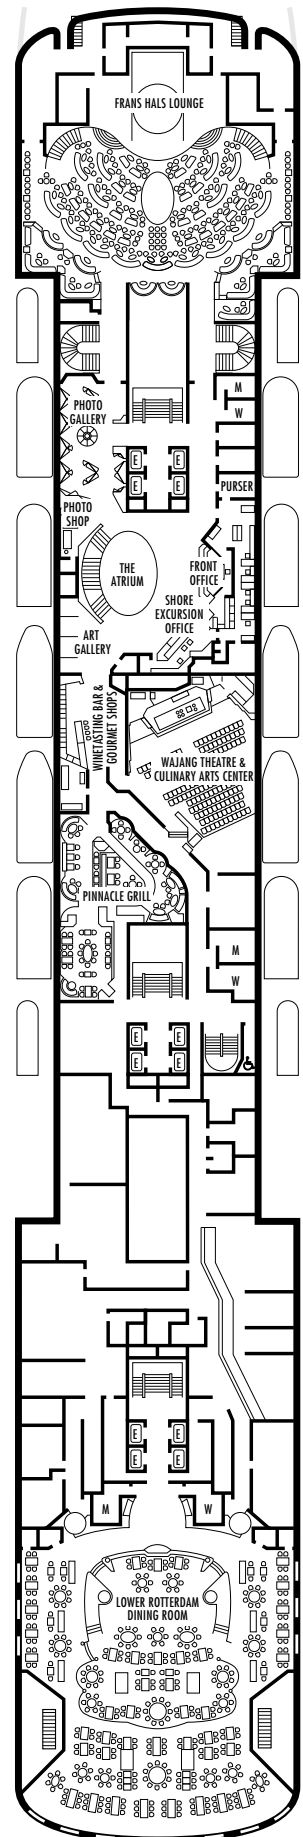 FRANS HALS LOUNGE
M
W
PHOTO
GALLERY
E
E
E
E
PURSER
PHOTO
SHOP
THE
ATRIUM
FRONT
OFFICE
SHORE
EXCURSION
OFFICE
ART
GALLERY
WINETASTING BAR &
GOURMET SHOPS
WAJANG THEATRE &
CULINARY ARTS CENTER
PINNACLE GRILL
M
W
E
E
E
E
E
E
E
E
M
W
LOWER ROTTERDAM
DINING ROOM